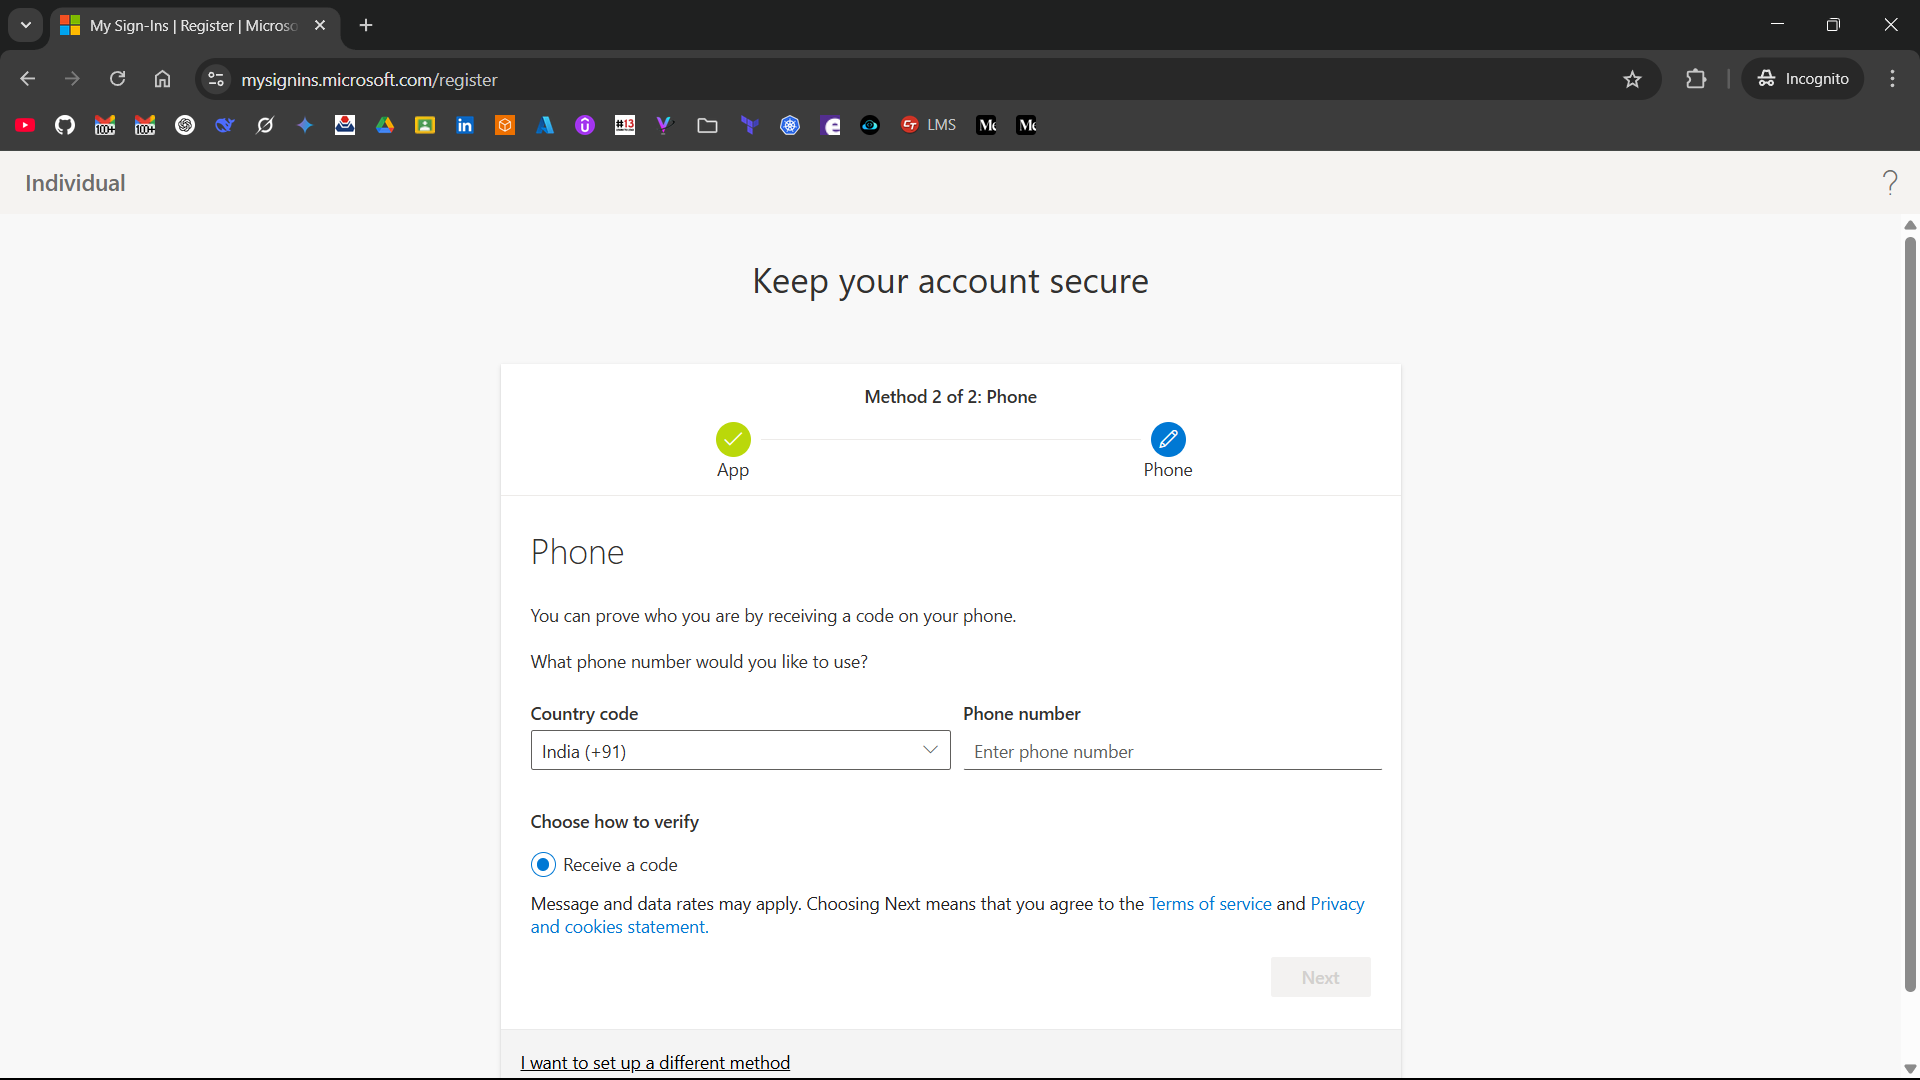 My Sign-Ins | Register | Microso
mysignins.microsoft.com/register
Incognito
100+
100+
in
#13
LMS
Individual
?
Keep your account secure
Method 2 of 2: Phone
App
Phone
Phone
You can prove who you are by receiving a code on your phone.
What phone number would you like to use?
Country code
Phone number
India (+91)
Enter phone number
Choose how to verify
Receive a code
Message and data rates may apply. Choosing Next means that you agree to the Terms of service and Privacy
and cookies statement.
Next
I want to set up a different method